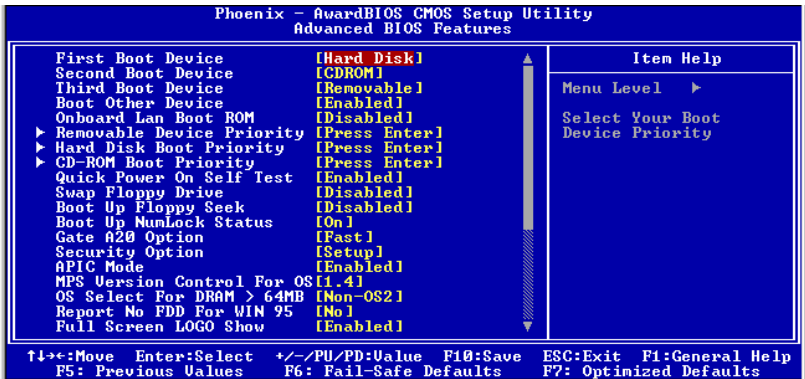 Phoenix - AwardBIOS CMOS Setup Utility
Advanced BIOS Features
First Boot Device [Hard Disk]
Second Boot Device [CDROM]
Third Boot Device [Removable]
Boot Other Device [Enabled]
Onboard Lan Boot ROM [Disabled]
Removable Device Priority [Press Enter]
Hard Disk Boot Priority [Press Enter]
CD-ROM Boot Priority [Press Enter]
Quick Power On Self Test [Enabled]
Swap Floppy Drive [Disabled]
Boot Up Floppy Seek [Disabled]
Boot Up NumLock Status [On]
Gate A20 Option [Fast]
Security Option [Setup]
APIC Mode [Enabled]
MPS Version Control For OS[1.4]
OS Select For DRAM > 64MB [Non-OS2]
Report No FDD For WIN 95 [No]
Full Screen LOGO Show [Enabled]
Item Help
Menu Level
Select Your Boot
Device Priority
↑↓→←:Move Enter:Select +/-/PU/PD:Value F10:Save ESC:Exit F1:General Help
F5: Previous Values F6: Fail-Safe Defaults F7: Optimized Defaults